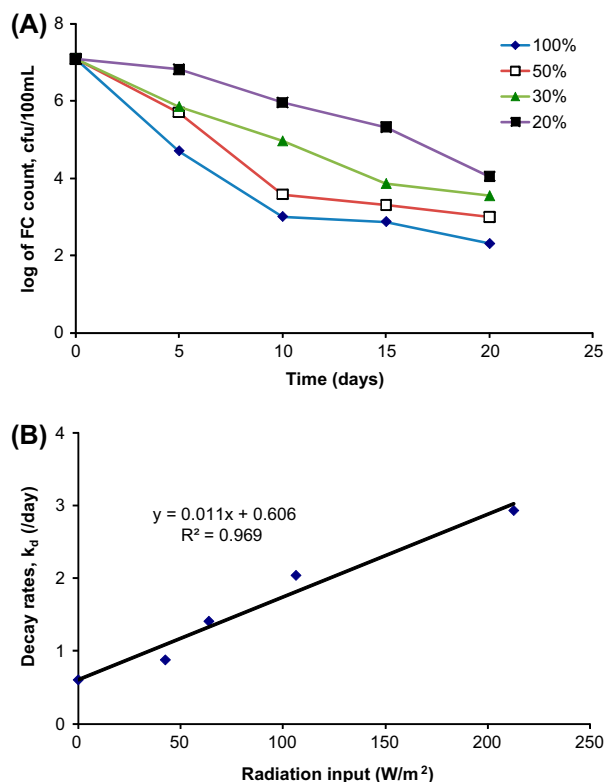 (A)
8
6
4
2
0
log of FC count, cfu/100mL
100%
50%
30%
20%
0 5 10 15 20 25
Time (days)
(B)
4
3
2
1
0
Decay rates, k_d (/day)
y = 0.011x + 0.606
R² = 0.969
0 50 100 150 200 250
Radiation input (W/m²)